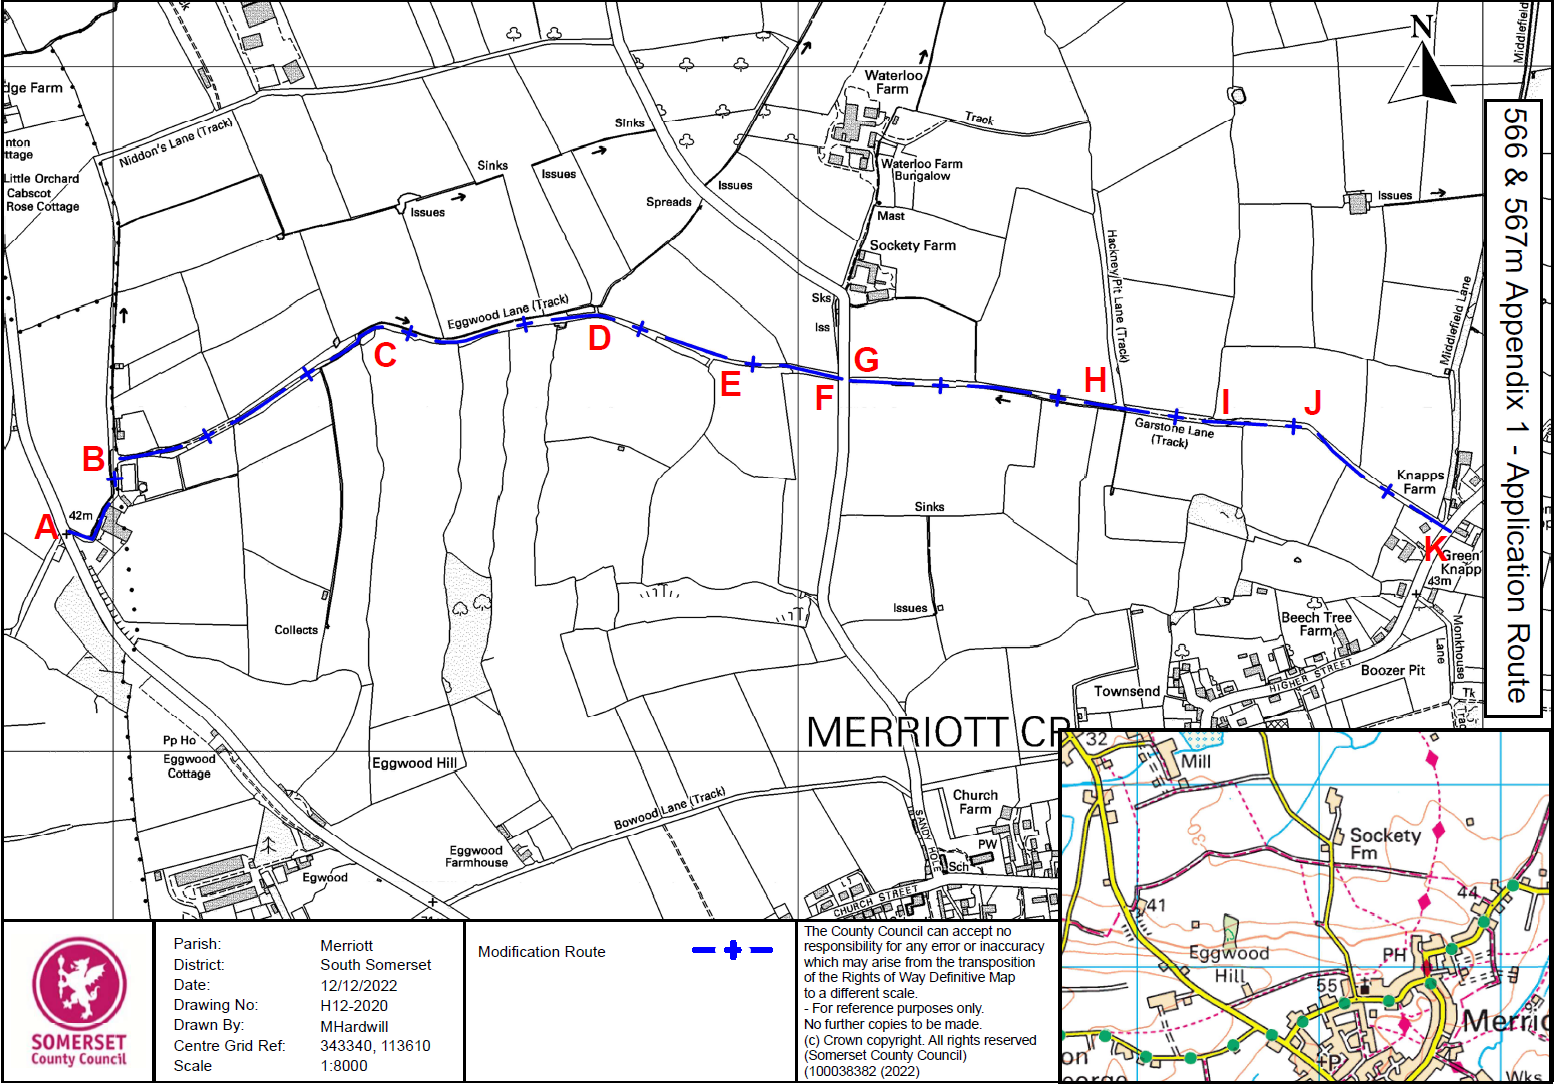 N
566 & 567m Appendix 1 - Application Route
dge Farm
nton
ttage
Little Orchard
Cabscot
Rose Cottage
Niddon's Lane (Track)
Sinks
Issues
Sinks
Issues
Spreads
Issues
Waterloo
Farm
Track
Waterloo Farm
Bungalow
Mast
Sockety Farm
Sks
Iss
Hackney Pit Lane (Track)
Issues
Middlefield
Middlefield Lane
Eggwood Lane (Track)
A
B
C
D
E
F
G
H
I
J
K
42m
Garstone Lane
(Track)
Knapps
Farm
Green
Knapp
43m
Sinks
Issues
Collects
Beech Tree
Farm
Monkhouse
Lane
HIGHER STREET
Boozer Pit
Townsend
Tk
MERRIOTT CP
Pp Ho
Eggwood
Cottage
Eggwood Hill
Bowood Lane (Track)
Eggwood
Farmhouse
Egwood
Church
Farm
PW
Sch
SANDY HOLE
CHURCH STREET
32
Mill
Sockety
Fm
41
44
Eggwood
Hill
PH
55
Merrio
P
on
eorge
Wks
SOMERSET
County Council
Parish: Merriott
District: South Somerset
Date: 12/12/2022
Drawing No: H12-2020
Drawn By: MHardwill
Centre Grid Ref: 343340, 113610
Scale 1:8000
Modification Route
The County Council can accept no
responsibility for any error or inaccuracy
which may arise from the transposition
of the Rights of Way Definitive Map
to a different scale.
- For reference purposes only.
No further copies to be made.
(c) Crown copyright. All rights reserved
(Somerset County Council)
(100038382 (2022)